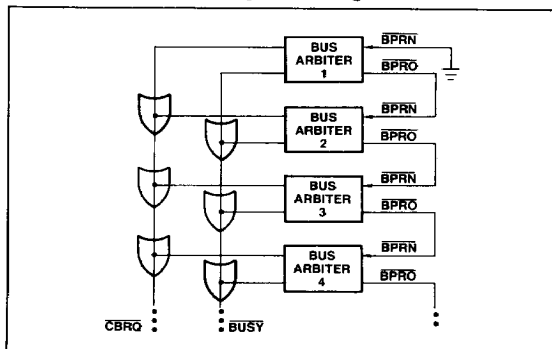 BUS
ARBITER
1
BPRN
BPRO
BUS
ARBITER
2
BPRN
BPRO
BUS
ARBITER
3
BPRN
BPRO
BUS
ARBITER
4
BPRN
BPRO
CBRQ
BUSY